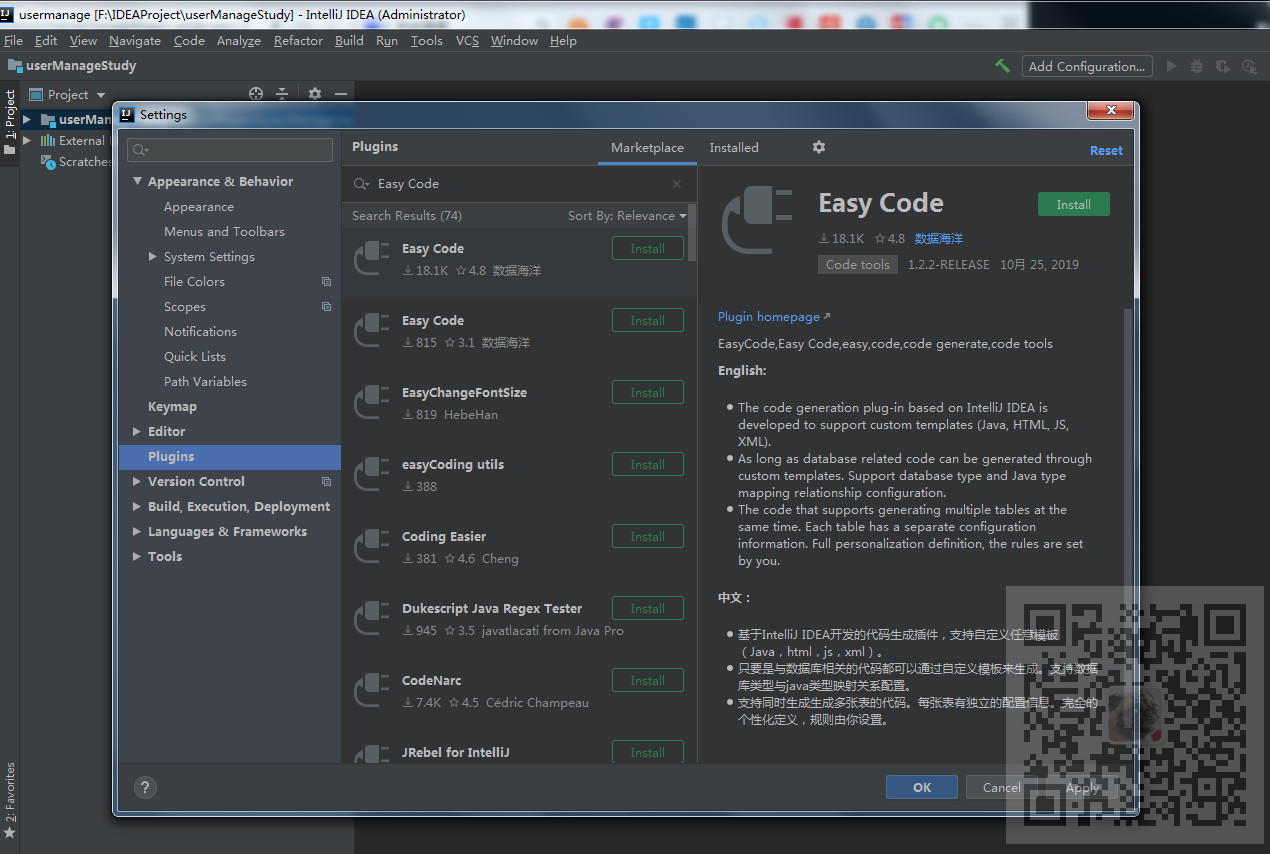 usermanage [F:\IDEAProject\userManageStudy] - IntelliJ IDEA (Administrator)
File Edit View Navigate Code Analyze Refactor Build Run Tools VCS Window Help
userManageStudy
Add Configuration...
1: Project
Project
userMan
External
Scratches
2: Favorites
Settings
Appearance & Behavior
Appearance
Menus and Toolbars
System Settings
File Colors
Scopes
Notifications
Quick Lists
Path Variables
Keymap
Editor
Plugins
Version Control
Build, Execution, Deployment
Languages & Frameworks
Tools
Plugins
Marketplace
Installed
Reset
Easy Code
Search Results (74)
Sort By: Relevance
Easy Code
Install
18.1K 4.8 数据海洋
Easy Code
Install
815 3.1 数据海洋
EasyChangeFontSize
Install
819 HebeHan
easyCoding utils
Install
388
Coding Easier
Install
381 4.6 Cheng
Dukescript Java Regex Tester
Install
945 3.5 javatlacati from Java Pro
CodeNarc
Install
7.4K 4.5 Cédric Champeau
JRebel for IntelliJ
Install
Easy Code
Install
18.1K 4.8 数据海洋
Code tools 1.2.2-RELEASE 10月 25, 2019
Plugin homepage
EasyCode,Easy Code,easy,code,code generate,code tools
English:
The code generation plug-in based on IntelliJ IDEA is
developed to support custom templates (Java, HTML, JS,
XML).
As long as database related code can be generated through
custom templates. Support database type and Java type
mapping relationship configuration.
The code that supports generating multiple tables at the
same time. Each table has a separate configuration
information. Full personalization definition, the rules are set
by you.
中文：
基于IntelliJ IDEA开发的代码生成插件，支持自定义任意模板
（Java，html，js，xml）。
只要是与数据库相关的代码都可以通过自定义模板来生成。支持数据
库类型与java类型映射关系配置。
支持同时生成生成多张表的代码。每张表有独立的配置信息。完全的
个性化定义，规则由你设置。
?
OK
Cancel
Apply